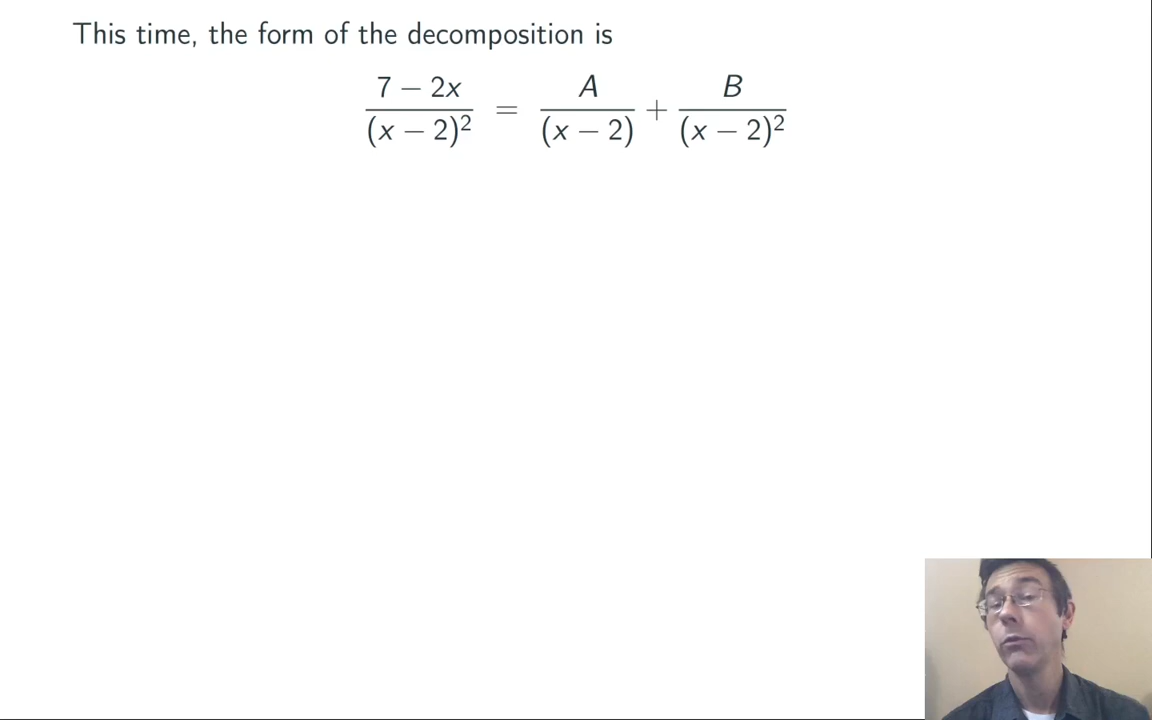 This time, the form of the decomposition is
7 − 2x / (x − 2)² = A / (x − 2) + B / (x − 2)²